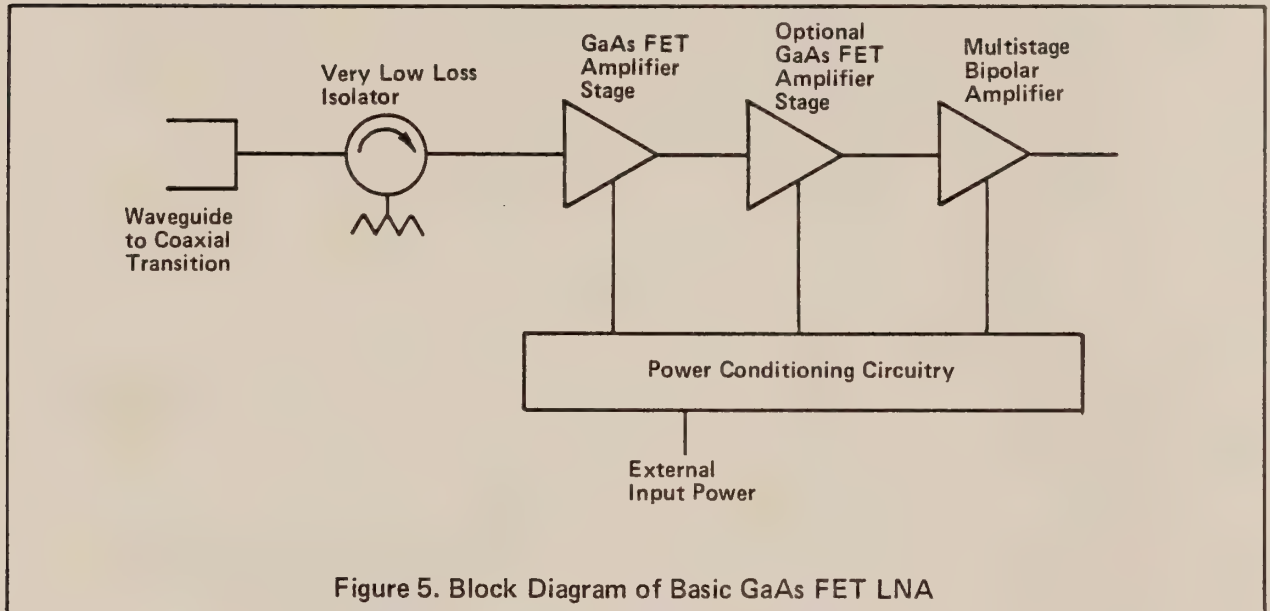 Very Low Loss
Isolator
GaAs FET
Amplifier
Stage
Optional
GaAs FET
Amplifier
Stage
Multistage
Bipolar
Amplifier
Waveguide
to Coaxial
Transition
Power Conditioning Circuitry
External
Input Power
Figure 5. Block Diagram of Basic GaAs FET LNA